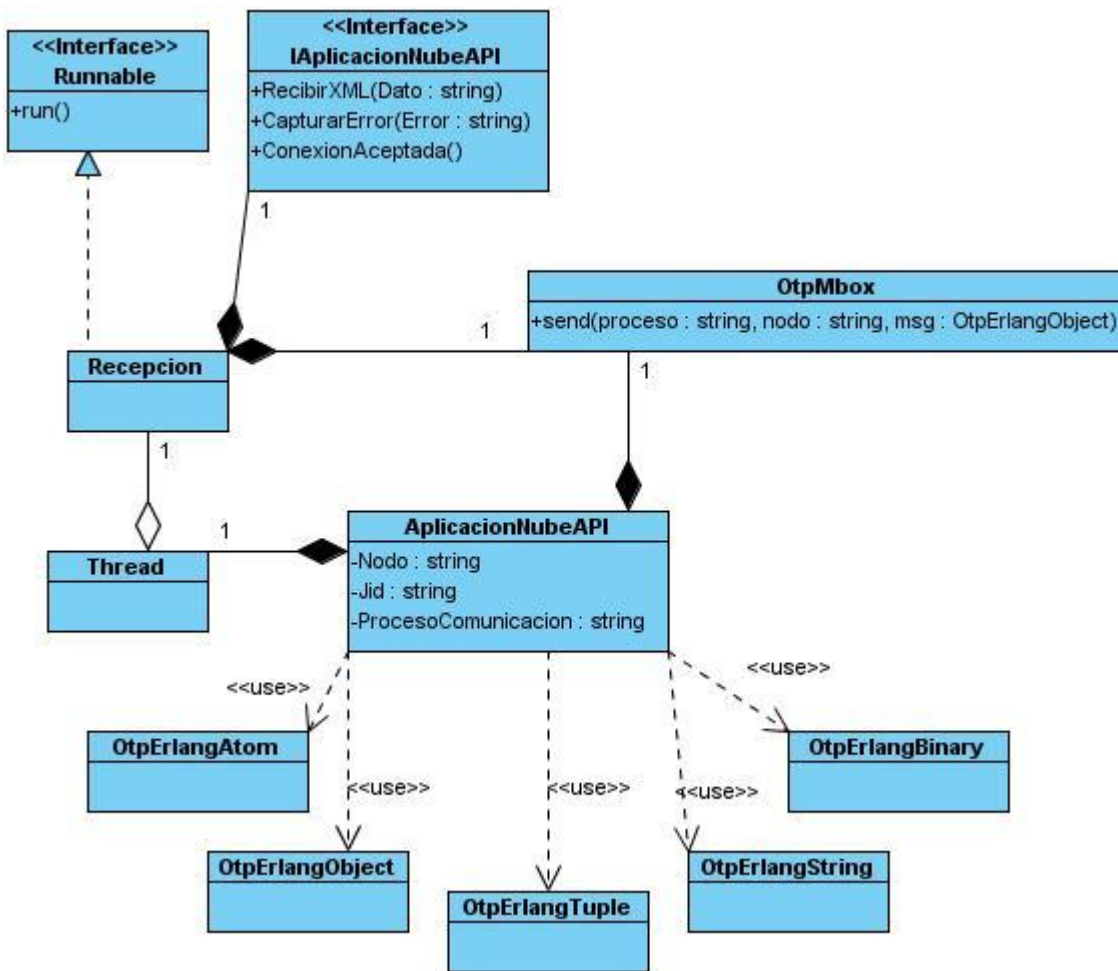 <<Interface>>
Runnable
+run()
<<Interface>>
IAplicacionNubeAPI
+RecibirXML(Dato : string)
+CapturarError(Error : string)
+ConexionAceptada()
1
OtpMbox
+send(proceso : string, nodo : string, msg : OtpErlangObject)
1
1
Recepcion
1
Thread
1
AplicacionNubeAPI
-Nodo : string
-Jid : string
-ProcesoComunicacion : string
<<use>>
<<use>>
<<use>>
<<use>>
<<use>>
OtpErlangAtom
OtpErlangBinary
OtpErlangObject
OtpErlangString
OtpErlangTuple